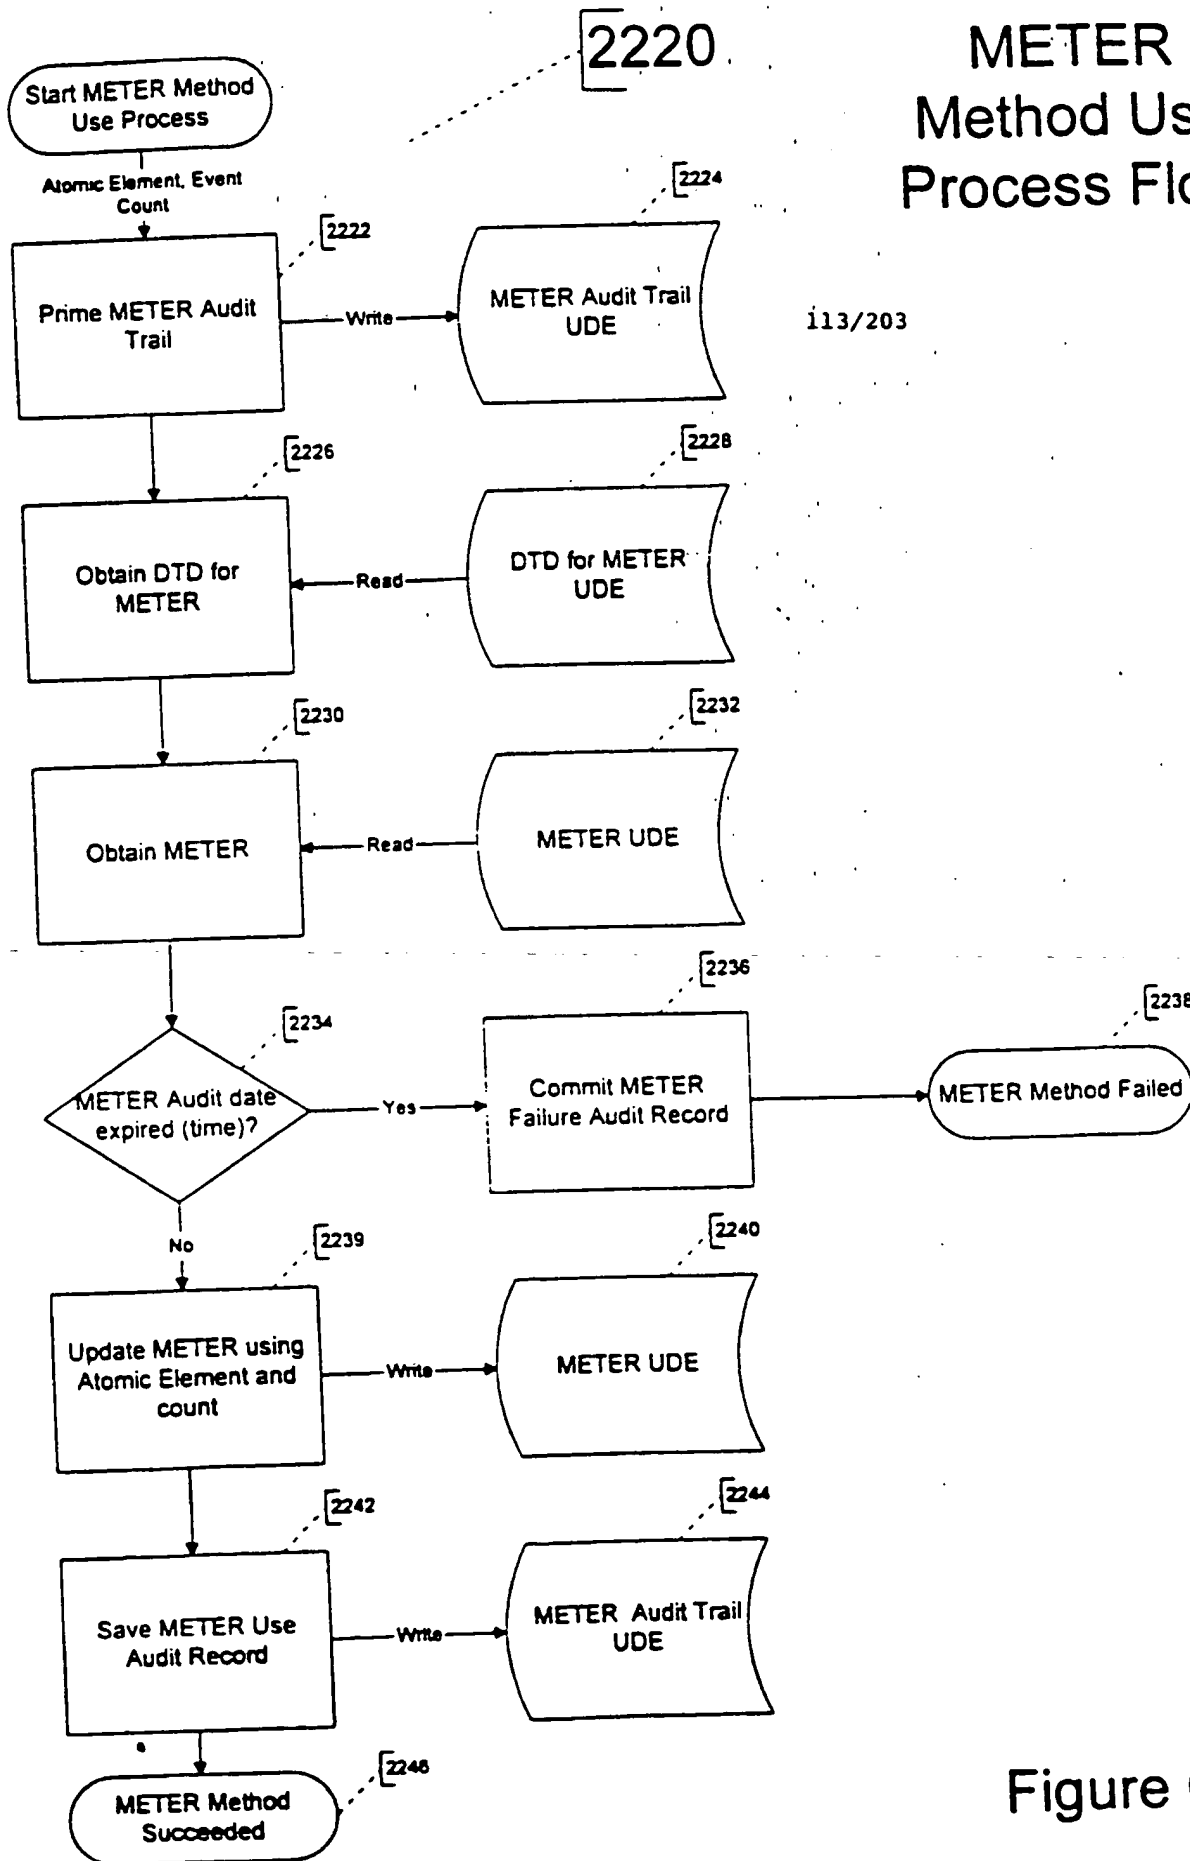 2220
METER
Method Us
Process Flo
Start METER Method
Use Process
Atomic Element, Event
Count
2222
2224
Prime METER Audit
Trail
Write
METER Audit Trail
UDE
113/203
2226
2228
Obtain DTD for
METER
Read
DTD for METER
UDE
2230
2232
Obtain METER
Read
METER UDE
2234
2236
2238
METER Audit date
expired (time)?
Yes
Commit METER
Failure Audit Record
METER Method Failed
No
2239
2240
Update METER using
Atomic Element and
count
Write
METER UDE
2242
2244
Save METER Use
Audit Record
Write
METER Audit Trail
UDE
2246
METER Method
Succeeded
Figure